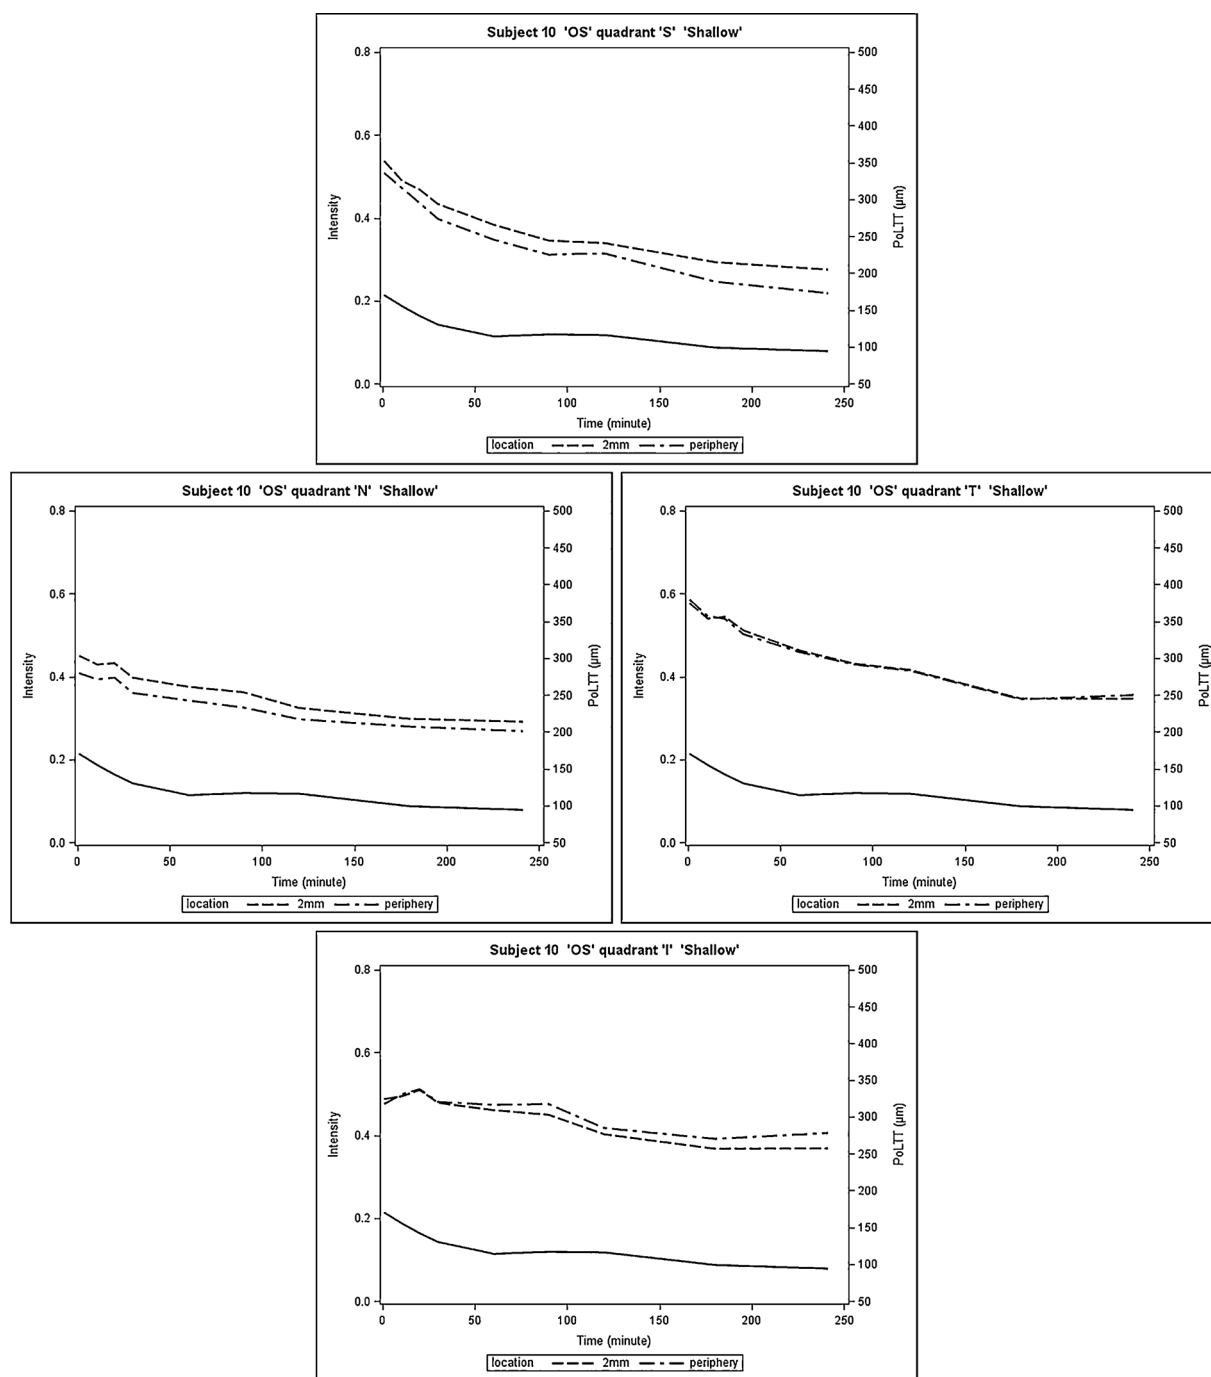 Subject 10 'OS' quadrant 'S' 'Shallow'
0.8
0.6
0.4
0.2
0.0
Intensity
500
450
400
350
300
250
200
150
100
50
PoLTT (µm)
0 50 100 150 200 250
Time (minute)
location 2mm periphery
Subject 10 'OS' quadrant 'N' 'Shallow'
0.8
0.6
0.4
0.2
0.0
Intensity
500
450
400
350
300
250
200
150
100
50
PoLTT (µm)
0 50 100 150 200 250
Time (minute)
location 2mm periphery
Subject 10 'OS' quadrant 'T' 'Shallow'
0.8
0.6
0.4
0.2
0.0
Intensity
500
450
400
350
300
250
200
150
100
50
PoLTT (µm)
0 50 100 150 200 250
Time (minute)
location 2mm periphery
Subject 10 'OS' quadrant 'I' 'Shallow'
0.8
0.6
0.4
0.2
0.0
Intensity
500
450
400
350
300
250
200
150
100
50
PoLTT (µm)
0 50 100 150 200 250
Time (minute)
location 2mm periphery